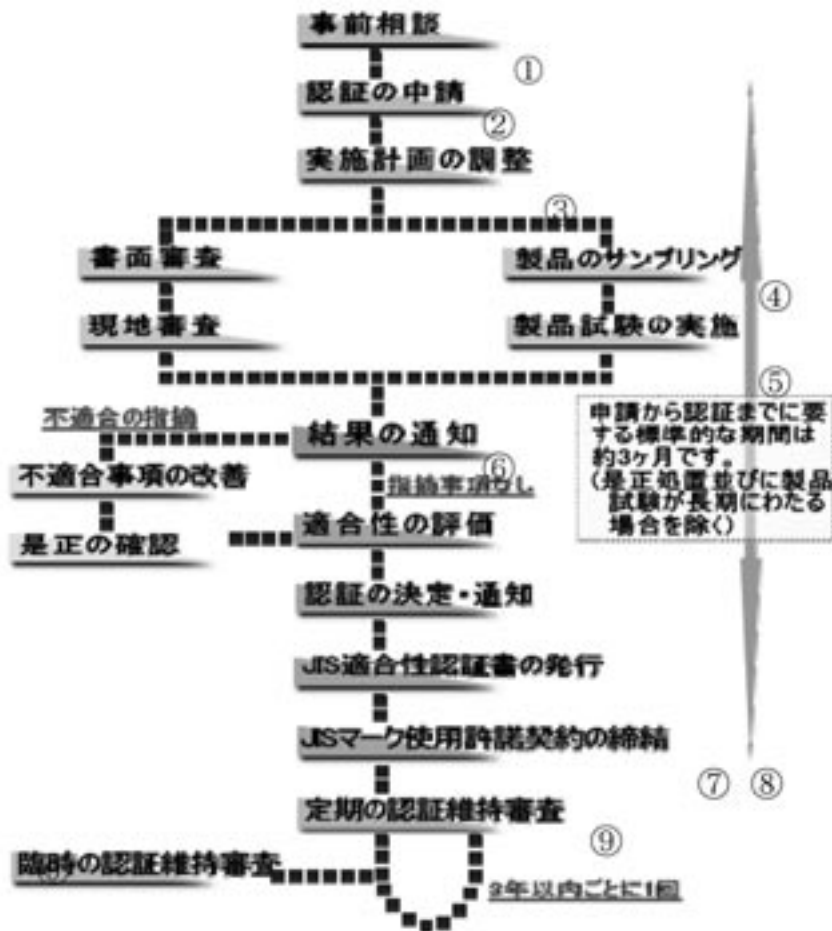 事前相談
①
認証の申請
②
実施計画の調整
③
書面審査
製品のサンプリング
④
現地審査
製品試験の実施
⑤
不適合の指摘
結果の通知
申請から認証までに要
する標準的な期間は
約3ヶ月です。
(是正処置並びに製品
試験が長期にわたる
場合を除く)
⑥
不適合事項の改善
指摘事項なし
適合性の評価
是正の確認
認証の決定・通知
JIS適合性認証書の発行
JISマーク使用許諾契約の締結
⑦ ⑧
定期の認証維持審査
⑨
臨時の認証維持審査
3年以内ごとに1回